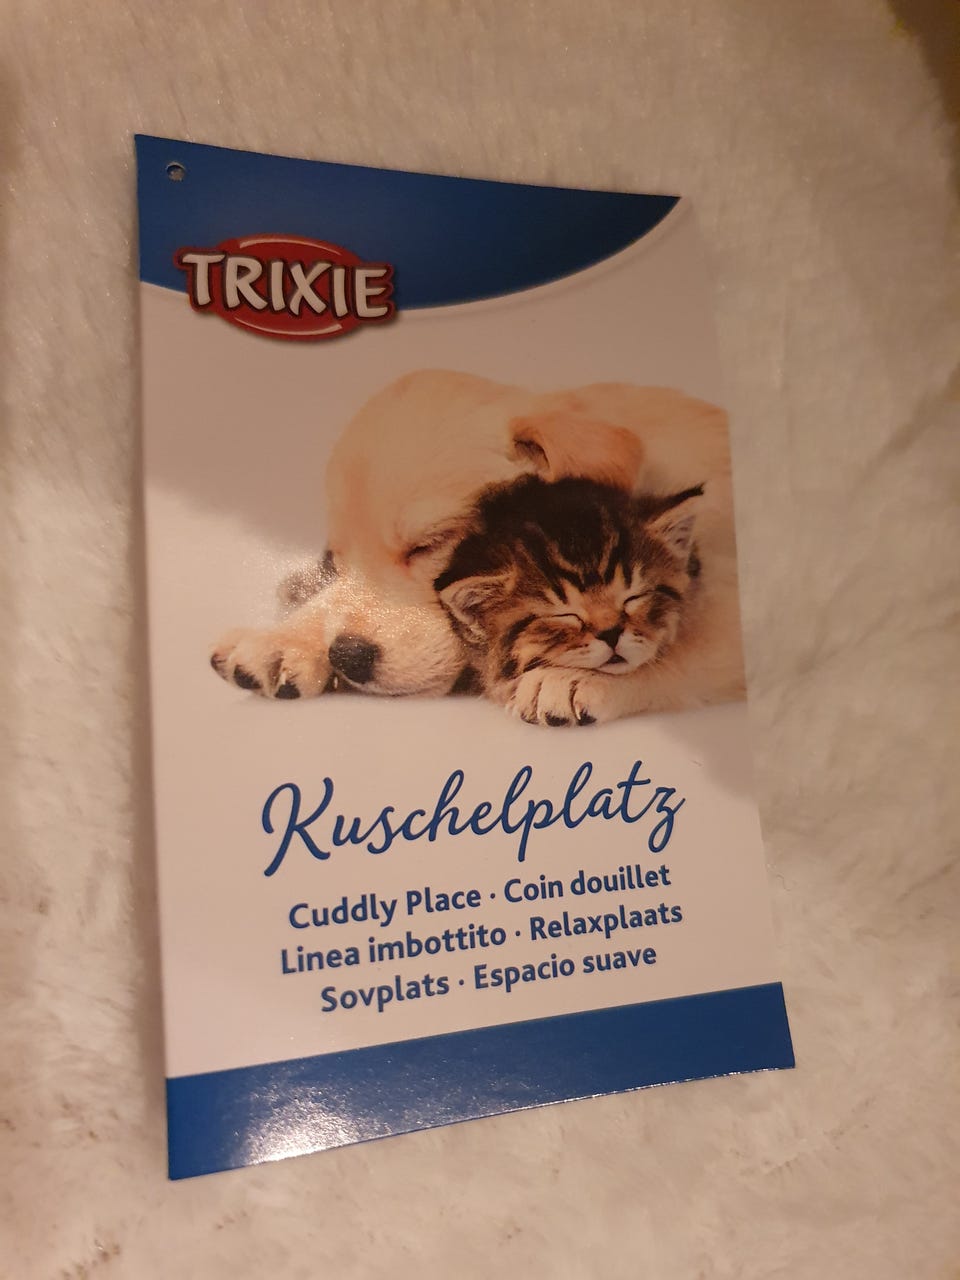 TRIXIE
Kuschelplatz
Cuddly Place · Coin douillet
Linea imbottito · Relaxplaats
Sovplats · Espacio suave